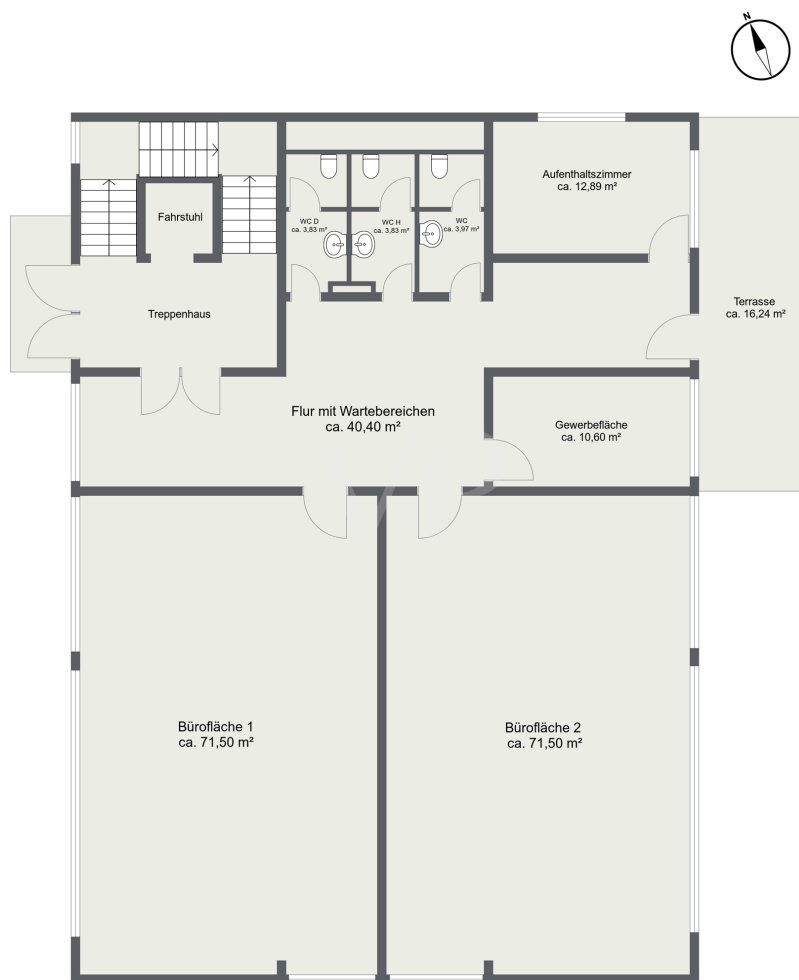 N
Aufenthaltszimmer
ca. 12,89 m²
Fahrstuhl
WC D
ca. 3,83 m²
WC H
ca. 3,83 m²
WC
ca. 3,97 m²
Treppenhaus
Terrasse
ca. 16,24 m²
Flur mit Wartebereichen
ca. 40,40 m²
Gewerbefläche
ca. 10,60 m²
Bürofläche 1
ca. 71,50 m²
Bürofläche 2
ca. 71,50 m²